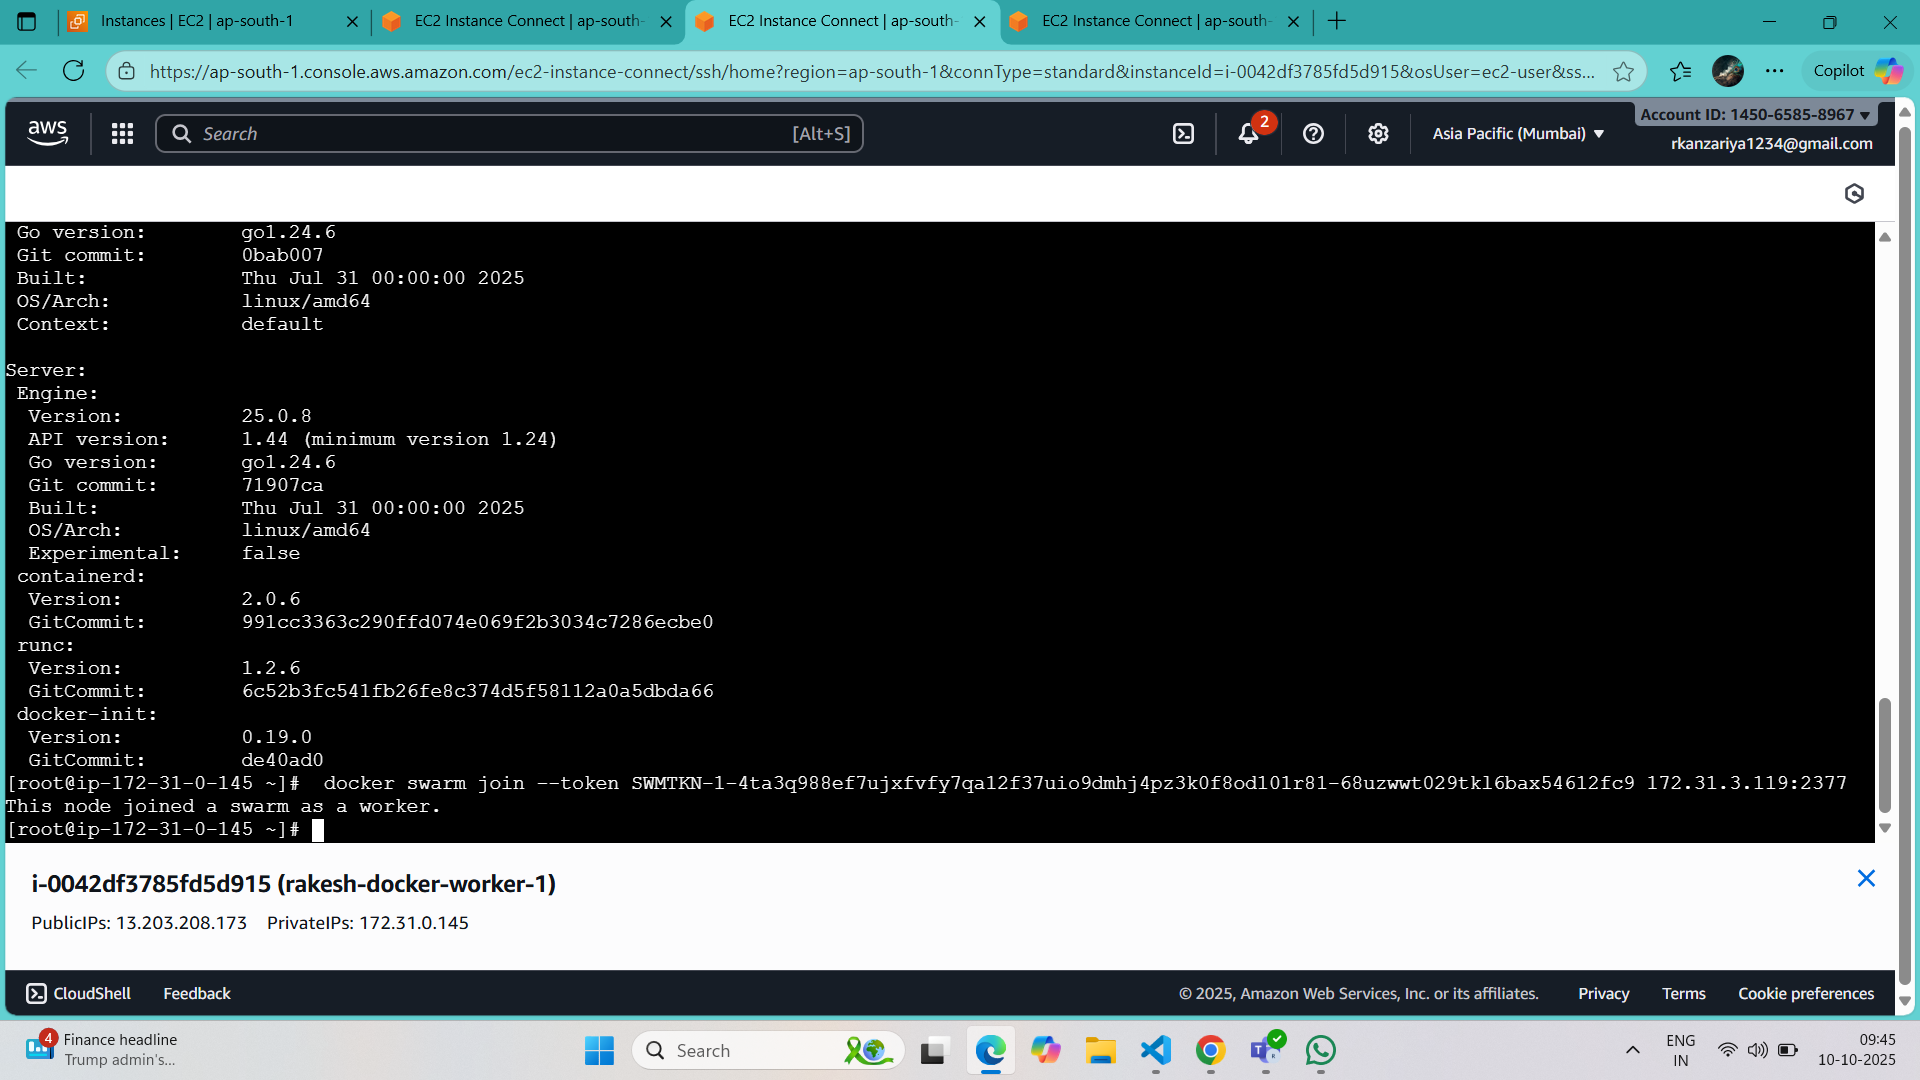 Instances | EC2 | ap-south-1
EC2 Instance Connect | ap-south-
EC2 Instance Connect | ap-south-
EC2 Instance Connect | ap-south-
https://ap-south-1.console.aws.amazon.com/ec2-instance-connect/ssh/home?region=ap-south-1&connType=standard&instanceId=i-0042df3785fd5d915&osUser=ec2-user&ss...
Copilot
aws
Search
[Alt+S]
2
Asia Pacific (Mumbai)
Account ID: 1450-6585-8967
rkanzariya1234@gmail.com
Go version: go1.24.6
Git commit: 0bab007
Built: Thu Jul 31 00:00:00 2025
OS/Arch: linux/amd64
Context: default
Server:
Engine:
Version: 25.0.8
API version: 1.44 (minimum version 1.24)
Go version: go1.24.6
Git commit: 71907ca
Built: Thu Jul 31 00:00:00 2025
OS/Arch: linux/amd64
Experimental: false
containerd:
Version: 2.0.6
GitCommit: 991cc3363c290ffd074e069f2b3034c7286ecbe0
runc:
Version: 1.2.6
GitCommit: 6c52b3fc541fb26fe8c374d5f58112a0a5dbda66
docker-init:
Version: 0.19.0
GitCommit: de40ad0
[root@ip-172-31-0-145 ~]#  docker swarm join --token SWMTKN-1-4ta3q988ef7ujxfvfy7qa12f37uio9dmhj4pz3k0f8od101r81-68uzwwt029tkl6bax54612fc9 172.31.3.119:2377
This node joined a swarm as a worker.
[root@ip-172-31-0-145 ~]#
i-0042df3785fd5d915 (rakesh-docker-worker-1)
PublicIPs: 13.203.208.173 PrivateIPs: 172.31.0.145
CloudShell
Feedback
© 2025, Amazon Web Services, Inc. or its affiliates.
Privacy
Terms
Cookie preferences
4
Finance headline
Trump admin's...
Search
ENG
IN
09:45
10-10-2025